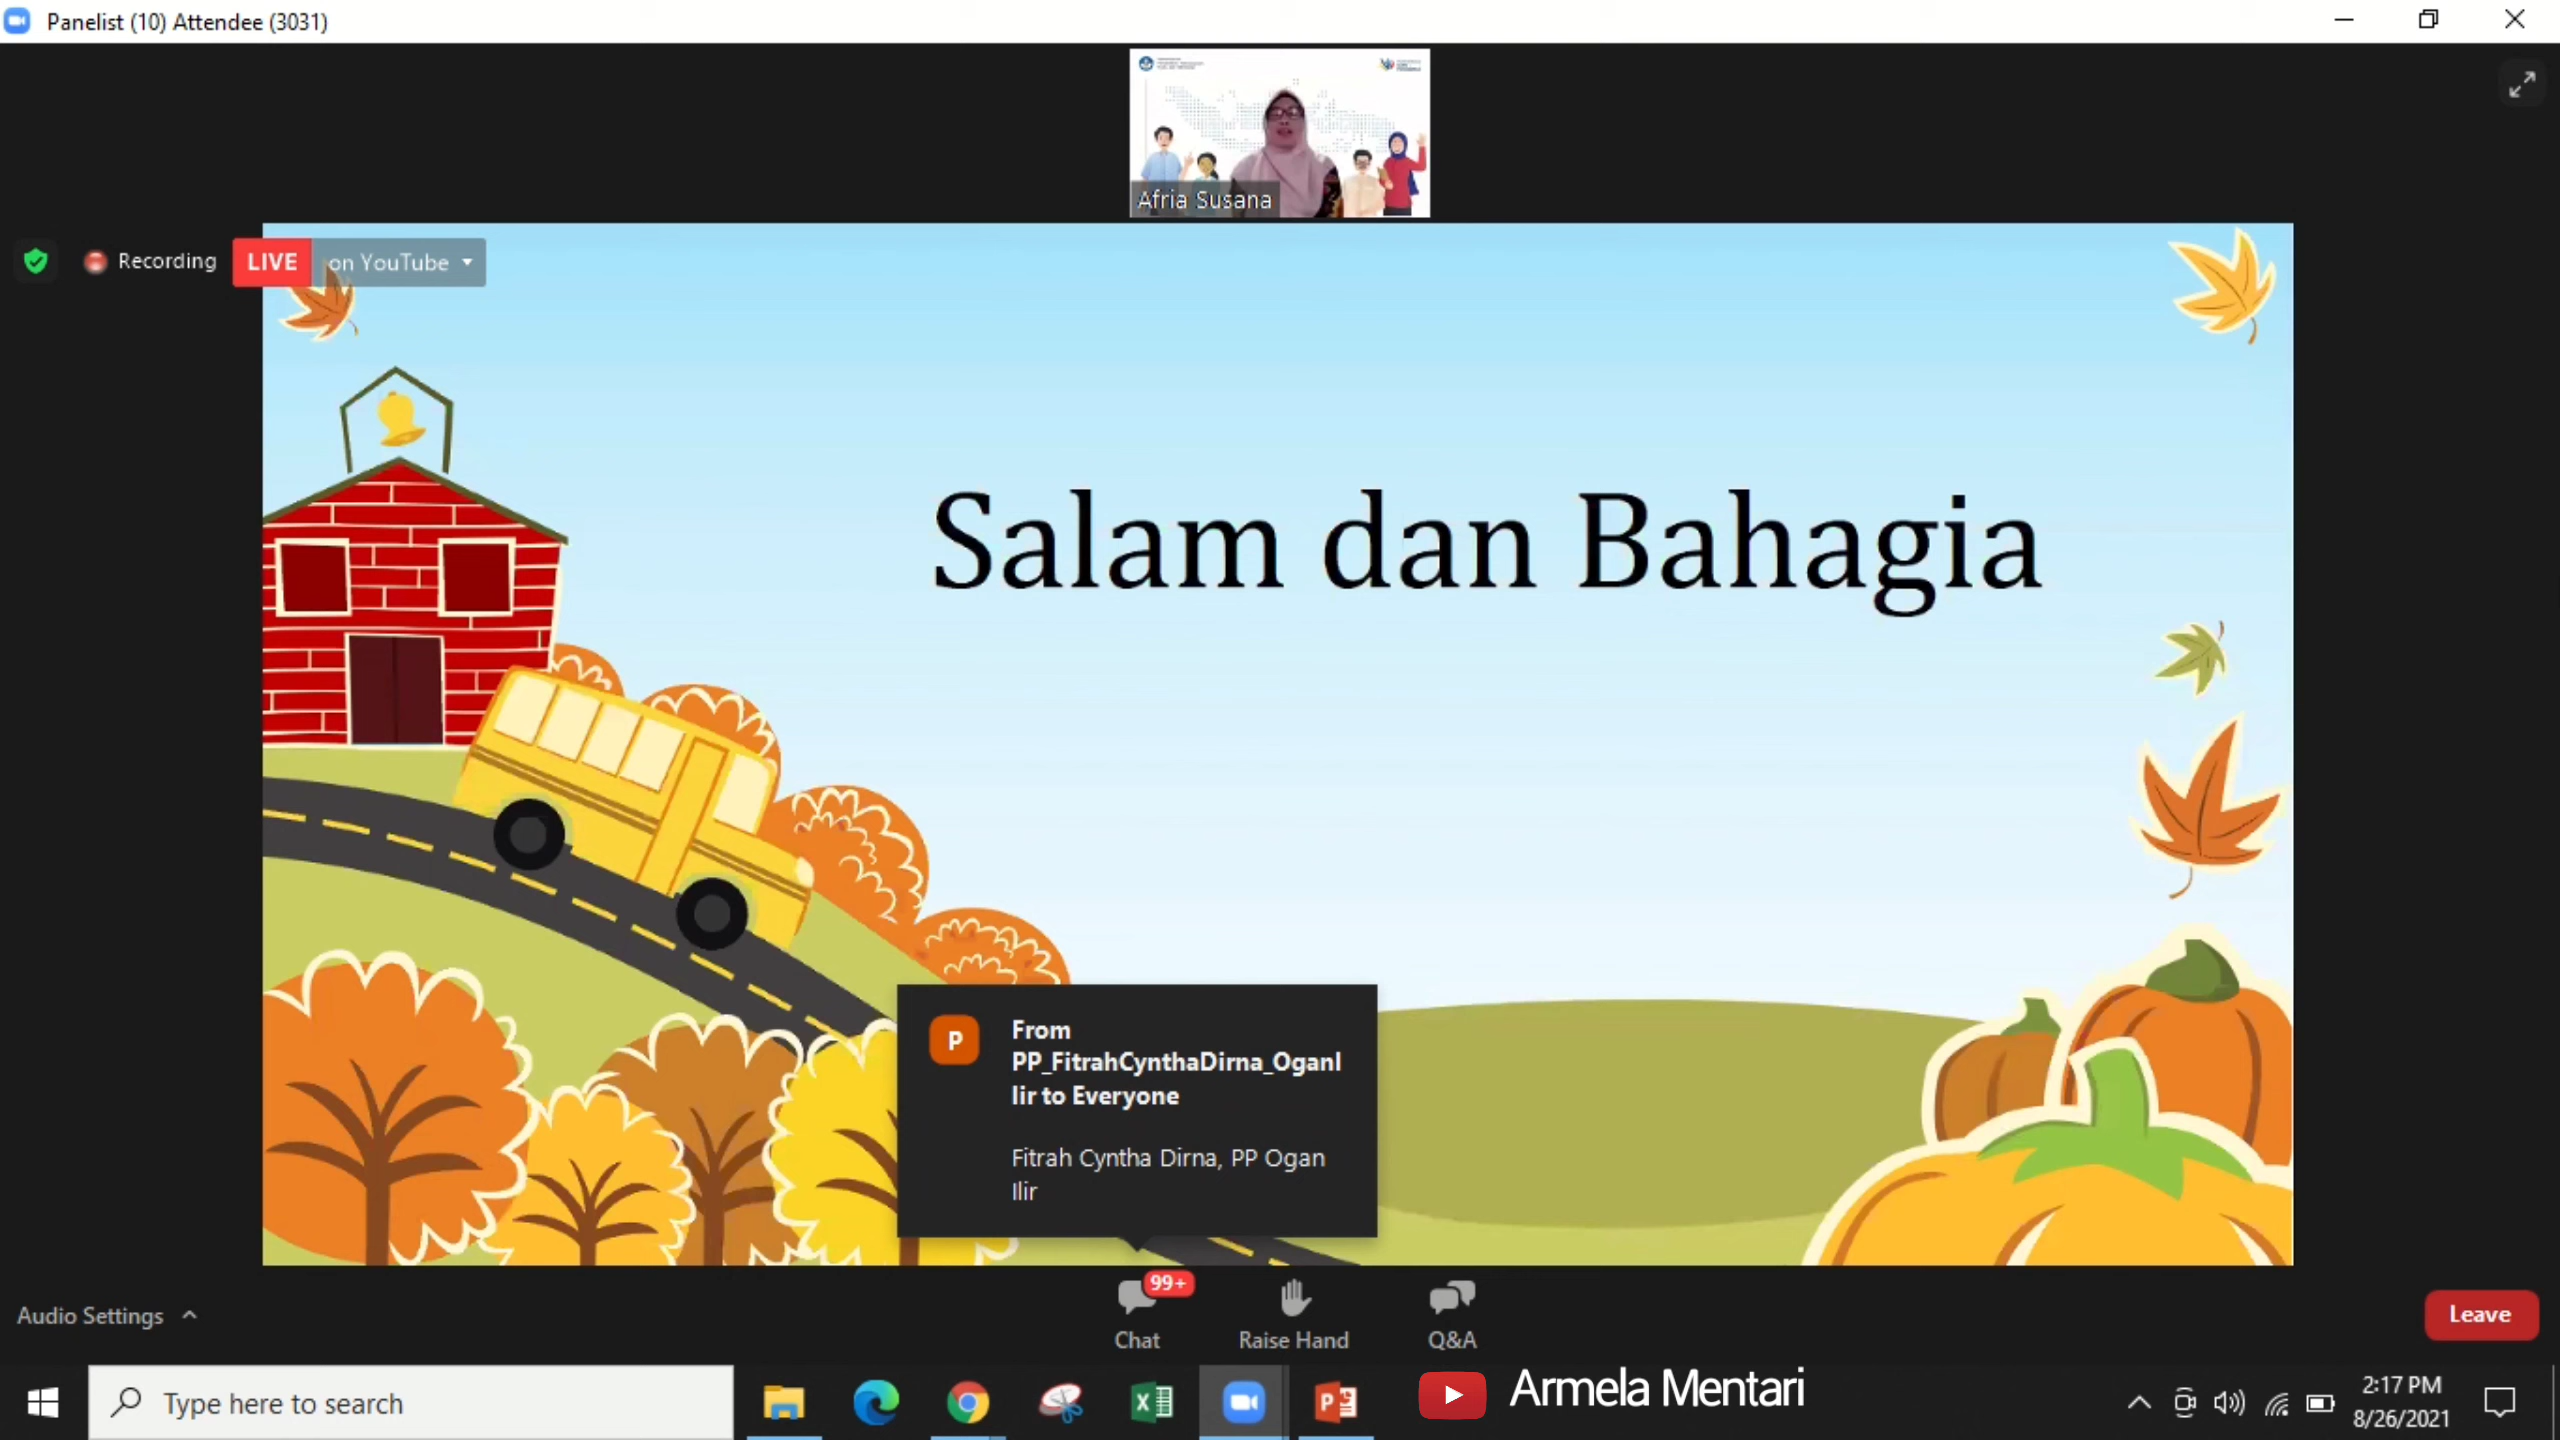 Panelist (10) Attendee (3031)
Afria Susana
Recording
LIVE on YouTube
Salam dan Bahagia
P
From
PP_FitrahCynthaDirna_OganI
lir to Everyone
Fitrah Cyntha Dirna, PP Ogan
Ilir
Audio Settings
99+
Chat
Raise Hand
Q&A
Leave
Type here to search
Armela Mentari
2:17 PM
8/26/2021